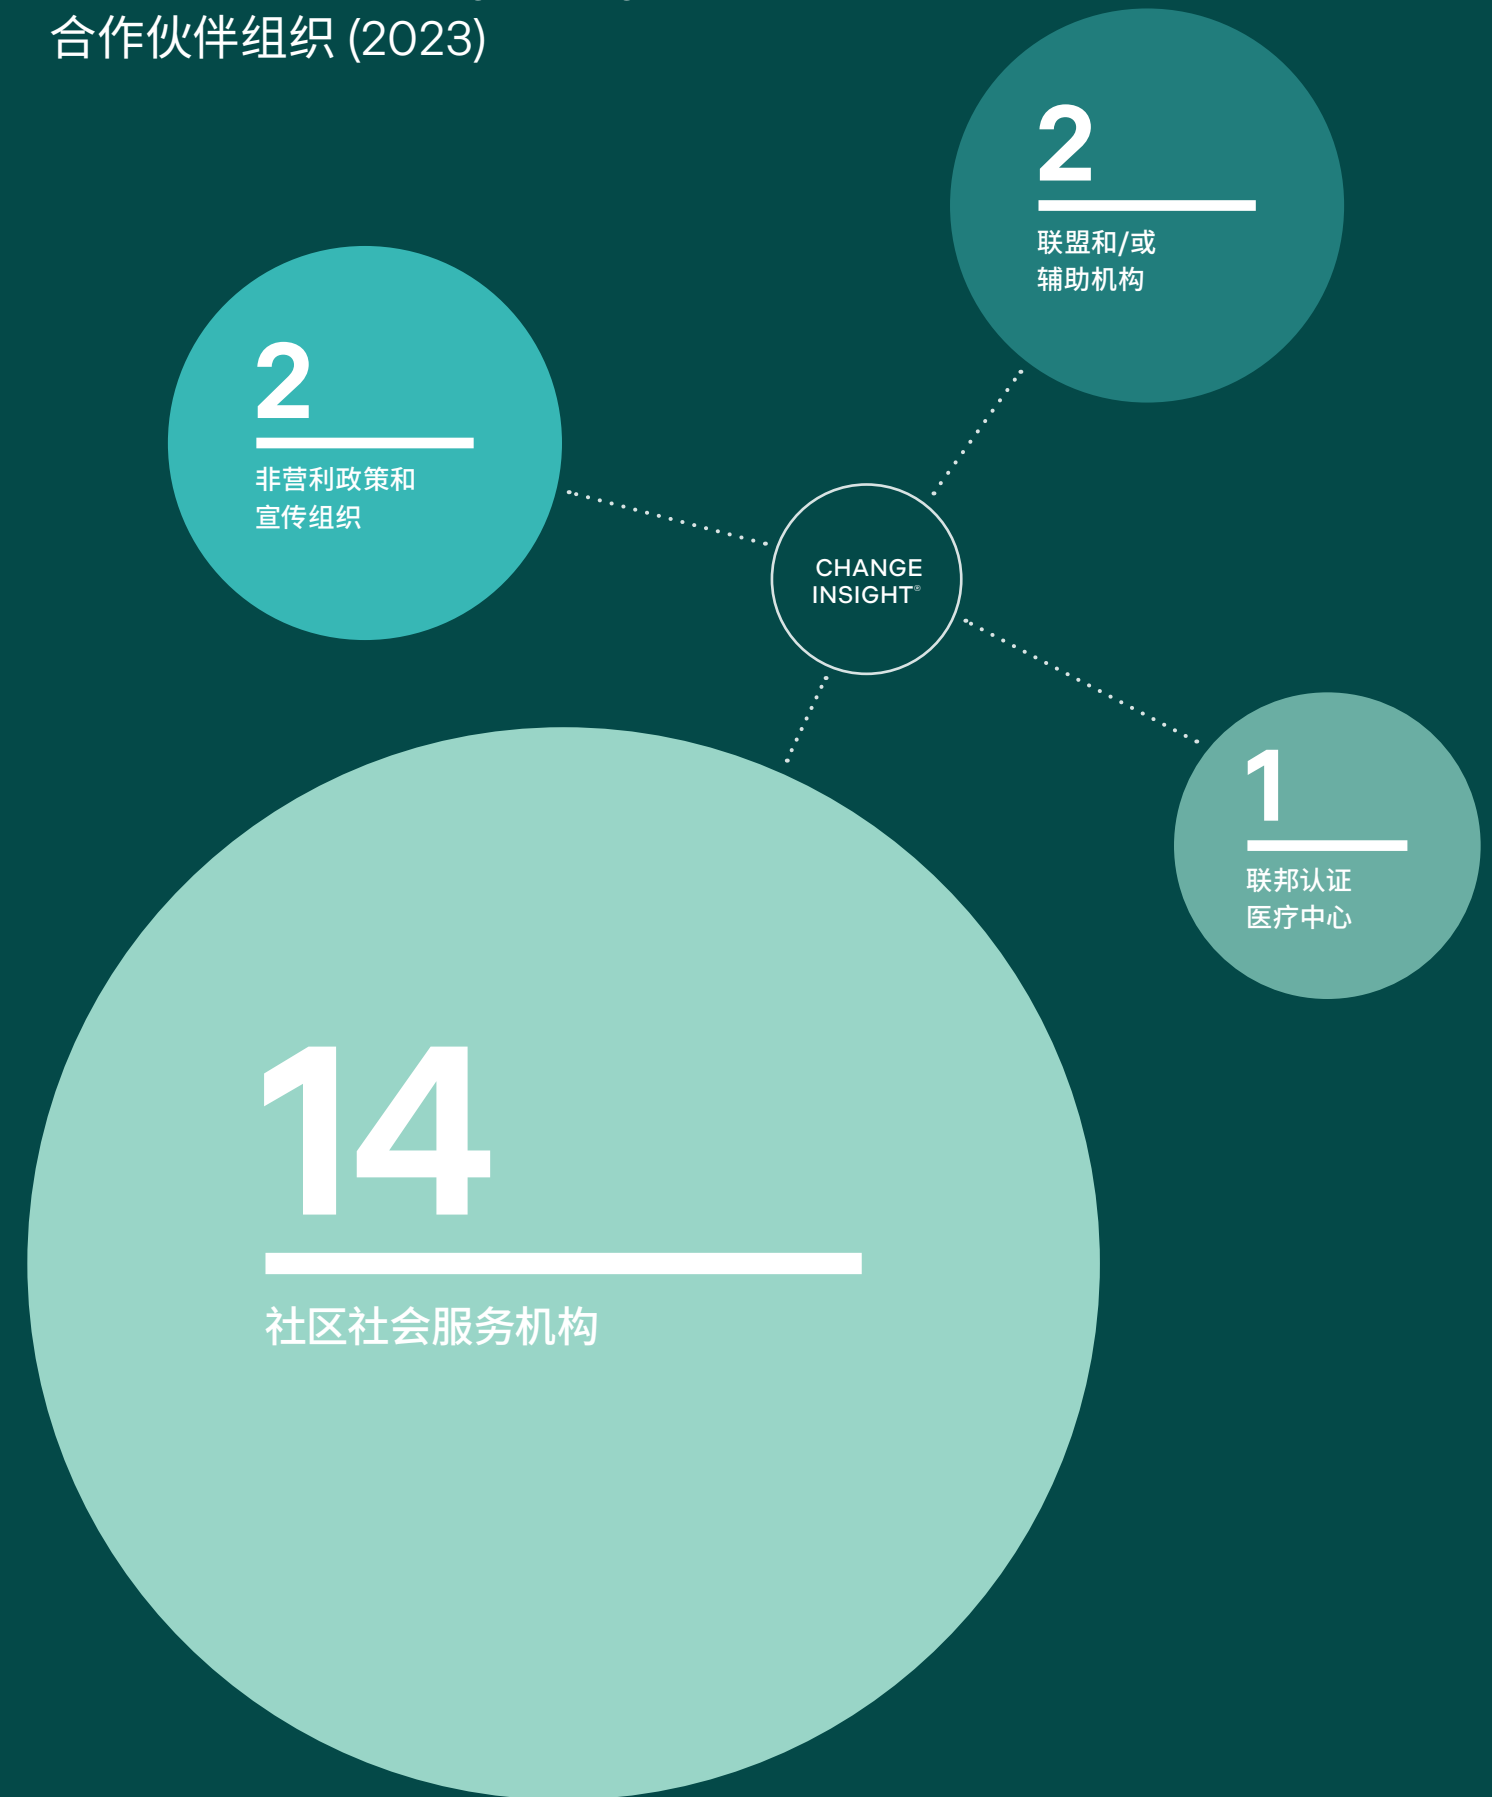 合作伙伴组织 (2023)
2
联盟和/或
辅助机构
2
非营利政策和
宣传组织
CHANGE
INSIGHT®
1
联邦认证
医疗中心
14
社区社会服务机构